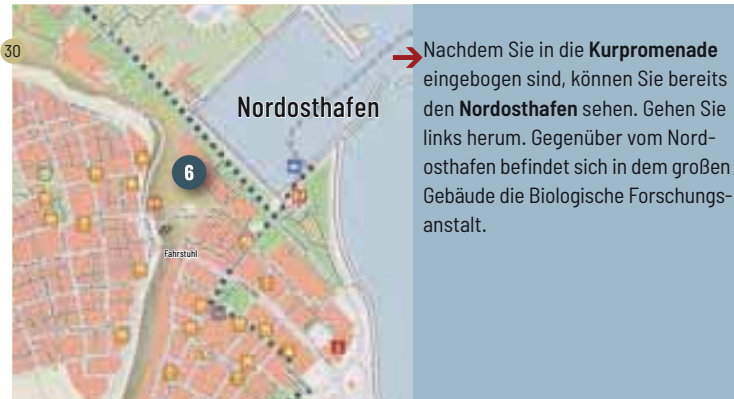 30
Nordosthafen
6
Fahrstuhl
Nachdem Sie in die Kurpromenade
eingebogen sind, können Sie bereits
den Nordosthafen sehen. Gehen Sie
links herum. Gegenüber vom Nord-
osthafen befindet sich in dem großen
Gebäude die Biologische Forschungs-
anstalt.